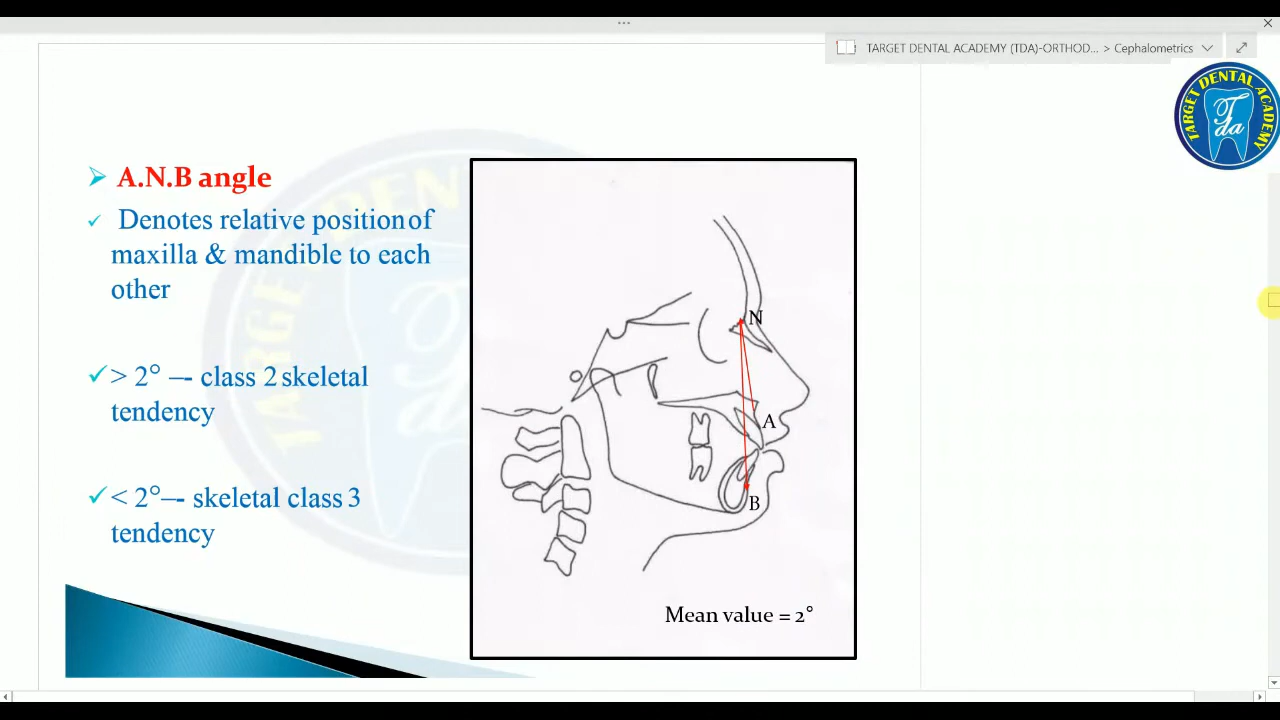 TARGET DENTAL ACADEMY (TDA)-ORTHOD... > Cephalometrics
TARGET DENTAL ACADEMY
Tda
A.N.B angle
Denotes relative position of
maxilla & mandible to each
other
> 2° –- class 2 skeletal
tendency
< 2°–- skeletal class 3
tendency
N
A
B
Mean value = 2°